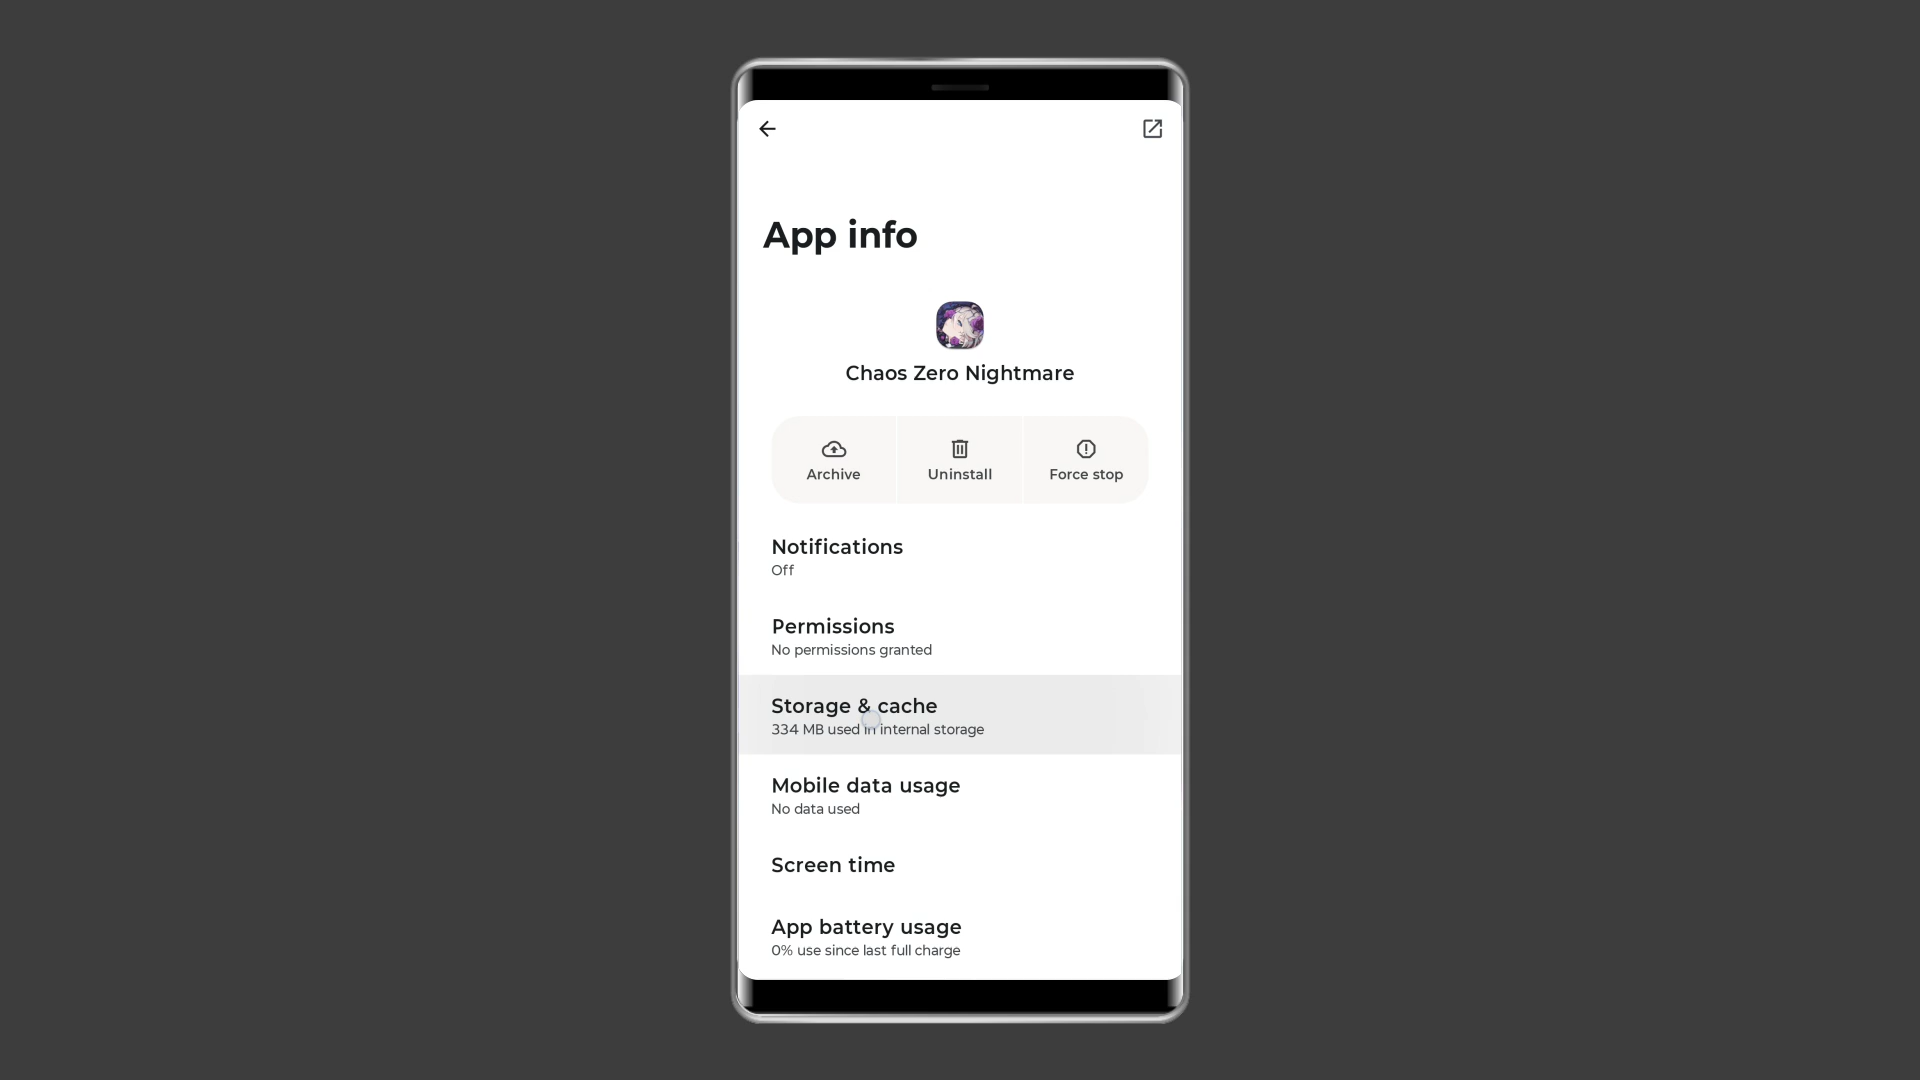 App info
Chaos Zero Nightmare
Archive
Uninstall
Force stop
Notifications
Off
Permissions
No permissions granted
Storage & cache
334 MB used in internal storage
Mobile data usage
No data used
Screen time
App battery usage
0% use since last full charge